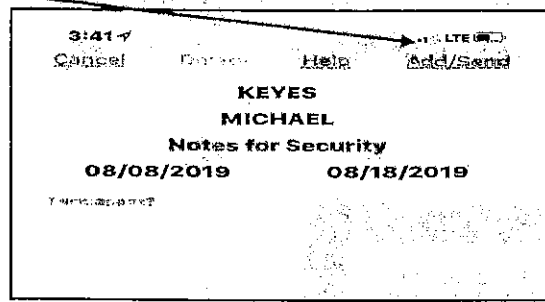 3:41 LTE
Cancel Help Add/Send
KEYES
MICHAEL
Notes for Security
08/08/2019 08/18/2019